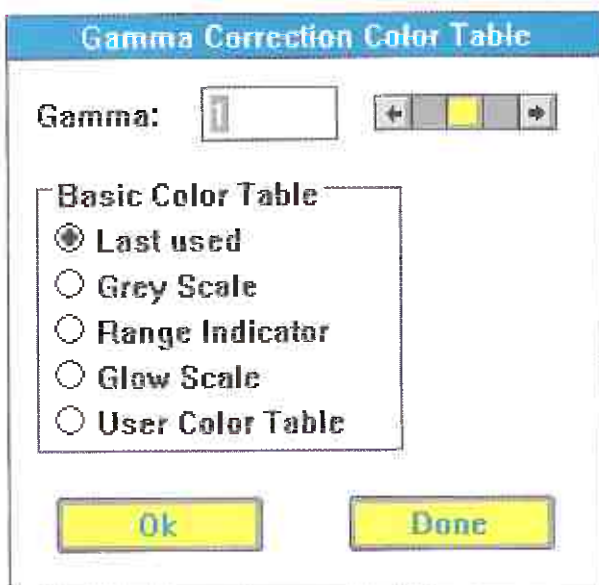 Gamma Correction Color Table
Gamma: 1
Basic Color Table
Last used
Grey Scale
Range Indicator
Glow Scale
User Color Table
Ok Done